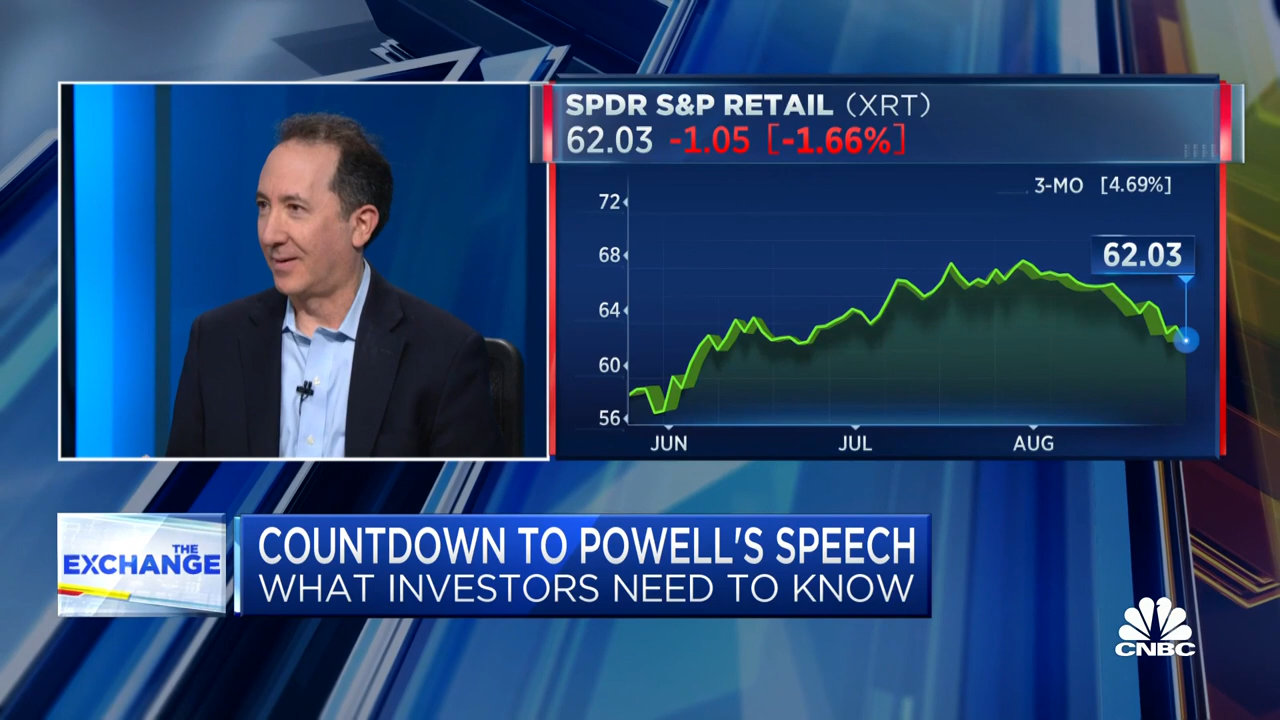 SPDR S&P RETAIL (XRT)
62.03 -1.05 [-1.66%]
3-MO [4.69%]
72
68
64
60
56
62.03
JUN JUL AUG
THE
EXCHANGE
COUNTDOWN TO POWELL'S SPEECH
WHAT INVESTORS NEED TO KNOW
CNBC